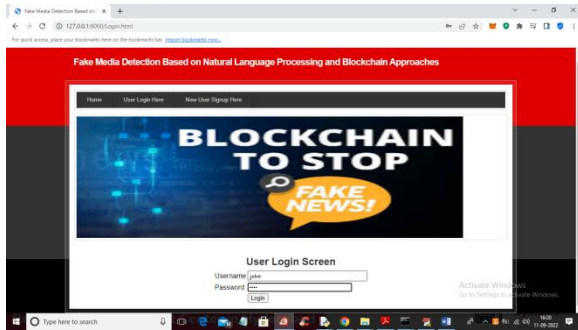 Fake Media Detection Based on
127.0.0.1:8000/Login.html
For quick access, place your bookmarks here on the bookmarks bar. Import bookmarks now...
Fake Media Detection Based on Natural Language Processing and Blockchain Approaches
Home User Login Here New User Signup Here
BLOCKCHAIN
TO STOP
FAKE
NEWS!
User Login Screen
Username john
Password
Login
Activate Windows
Go to Settings to activate Windows.
Type here to search
16:20
11-09-2022